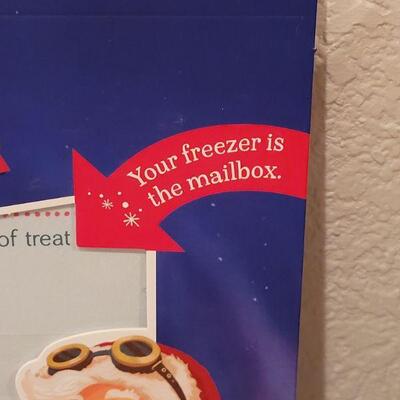 Your freezer is
the mailbox.
of treat